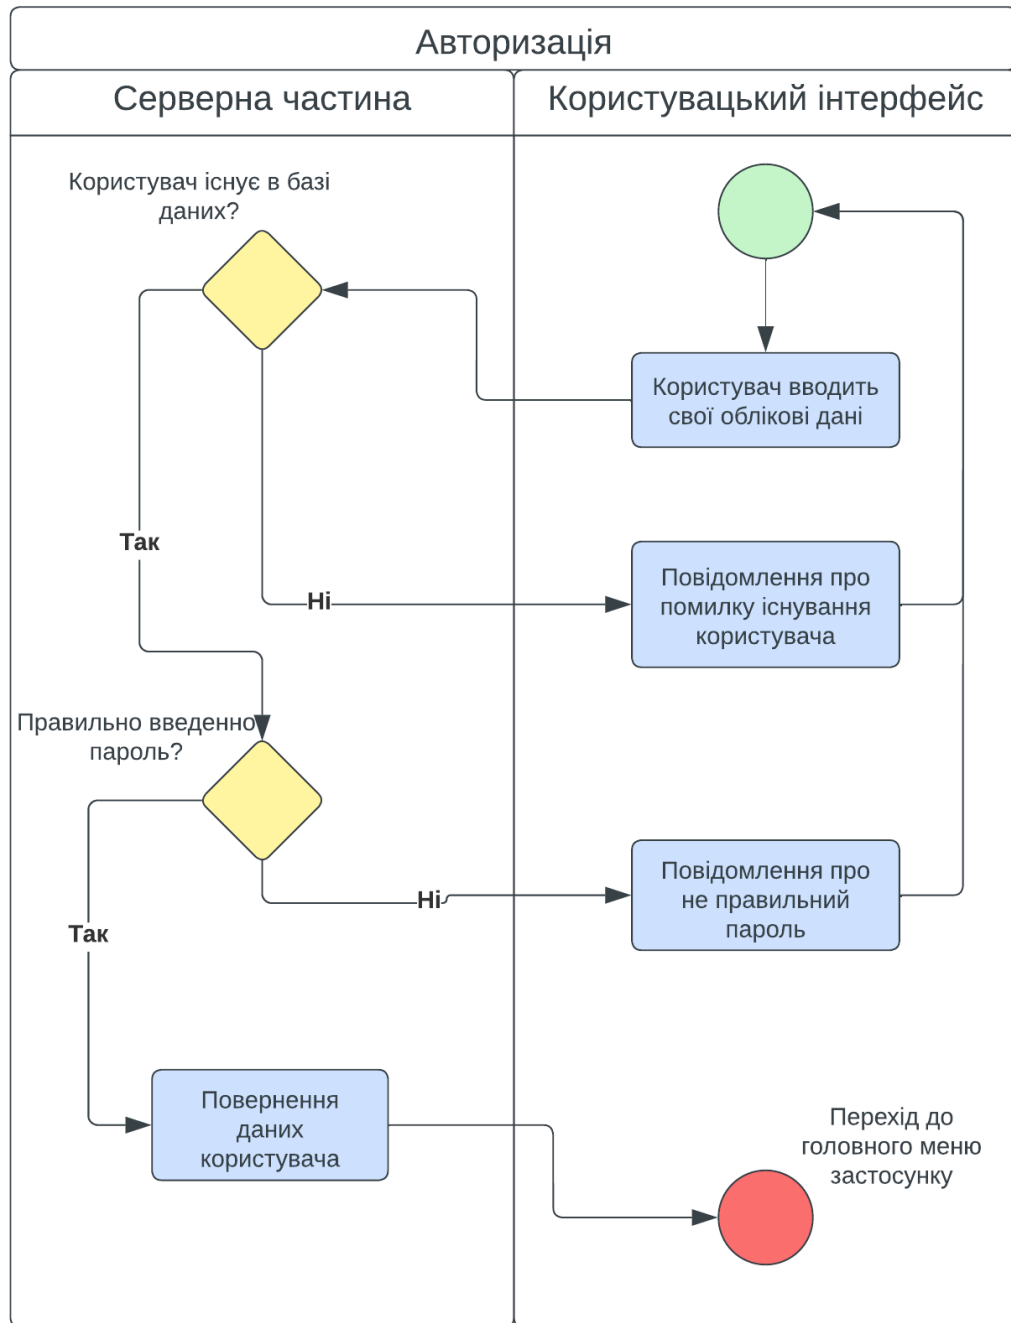 Авторизація
Серверна частина
Користувацький інтерфейс
Користувач існує в базі
даних?
Користувач вводить
свої облікові дані
Так
Ні
Повідомлення про
помилку існування
користувача
Правильно введенно
пароль?
Ні
Повідомлення про
не правильний
пароль
Так
Повернення
даних
користувача
Перехід до
головного меню
застосунку